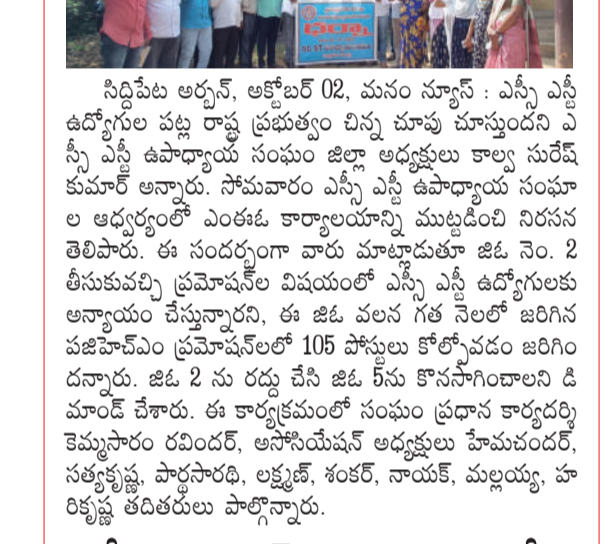 ధర్నా
సిద్దిపేట అర్బన్, అక్టోబర్ 02, మనం న్యూస్ : ఎస్సీ ఎస్టీ
ఉద్యోగుల పట్ల రాష్ట్ర ప్రభుత్వం చిన్న చూపు చూస్తుందని ఎ
స్సీ ఎస్టీ ఉపాధ్యాయ సంఘం జిల్లా అధ్యక్షులు కాల్వ సురేష్
కుమార్ అన్నారు. సోమవారం ఎస్సీ ఎస్టీ ఉపాధ్యాయ సంఘా
ల ఆధ్వర్యంలో ఎంఈఓ కార్యాలయాన్ని ముట్టడించి నిరసన
తెలిపారు. ఈ సందర్భంగా వారు మాట్లాడుతూ జిఓ నెం. 2
తీసుకువచ్చి ప్రమోషన్‌ల విషయంలో ఎస్సీ ఎస్టీ ఉద్యోగులకు
అన్యాయం చేస్తున్నారని, ఈ జిఓ వలన గత నెలలో జరిగిన
పజిహెచ్ఎం ప్రమోషన్‌లలో 105 పోస్టులు కోల్పోవడం జరిగిం
దన్నారు. జిఓ 2 ను రద్దు చేసి జిఓ 5ను కొనసాగించాలని డి
మాండ్ చేశారు. ఈ కార్యక్రమంలో సంఘం ప్రధాన కార్యదర్శి
కెమ్మసారం రవిందర్, అసోసియేషన్ అధ్యక్షులు హేమచందర్,
సత్యకృష్ణ, పార్థసారథి, లక్ష్మణ్, శంకర్, నాయక్, మల్లయ్య, హ
రికృష్ణ తదితరులు పాల్గొన్నారు.